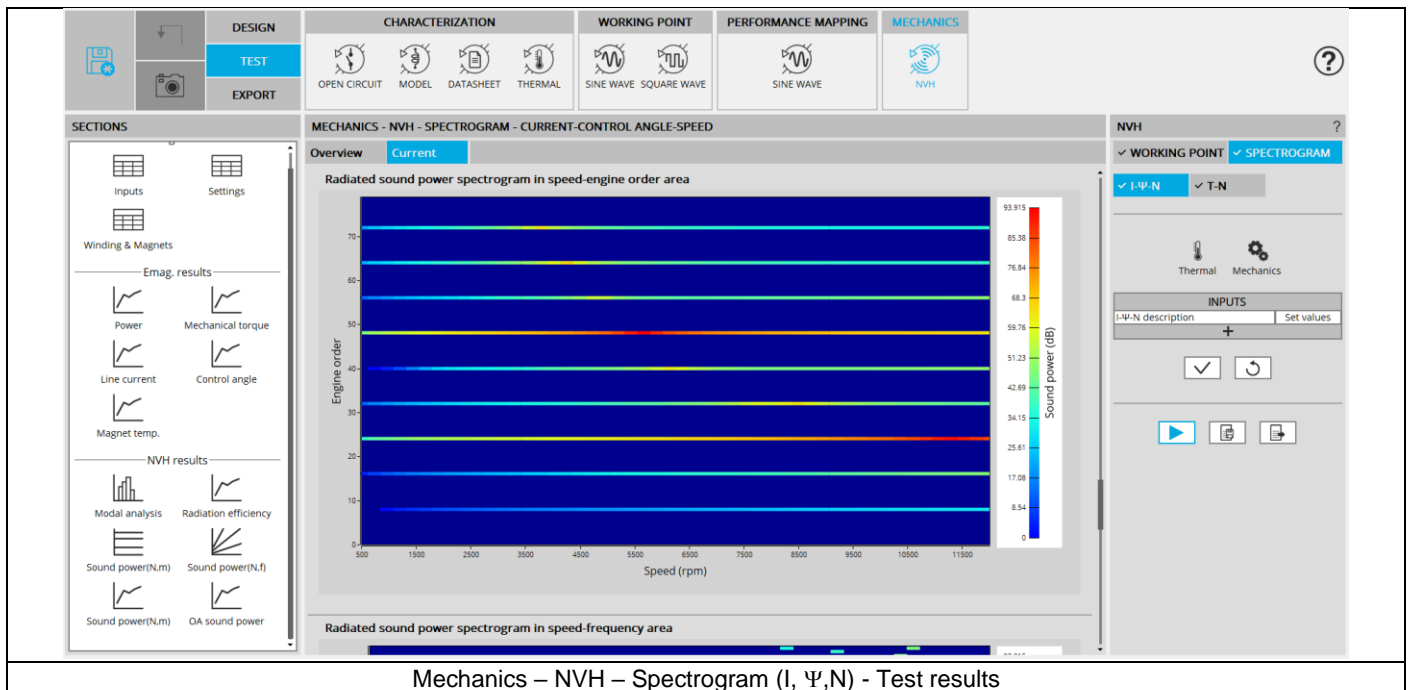 DESIGN
TEST
EXPORT
CHARACTERIZATION
OPEN CIRCUIT MODEL DATASHEET THERMAL
WORKING POINT
SINE WAVE SQUARE WAVE
PERFORMANCE MAPPING
SINE WAVE
MECHANICS
NVH
?
SECTIONS
Inputs Settings
Winding & Magnets
Emag. results
Power Mechanical torque
Line current Control angle
Magnet temp.
NVH results
Modal analysis Radiation efficiency
Sound power(N,m) Sound power(N,f)
Sound power(N,m) OA sound power
MECHANICS - NVH - SPECTROGRAM - CURRENT-CONTROL ANGLE-SPEED
Overview Current
Radiated sound power spectrogram in speed-engine order area
70
60
50
40
30
20
10
0
Engine order
500 1500 2500 3500 4500 5500 6500 7500 8500 9500 10500 11500
Speed (rpm)
93.915
85.38
76.84
68.3
59.76
51.23
42.69
34.15
25.61
17.08
8.54
0
Sound power (dB)
Radiated sound power spectrogram in speed-frequency area
NVH ?
WORKING POINT SPECTROGRAM
I-Ψ-N T-N
Thermal Mechanics
INPUTS
I-Ψ-N description Set values
+
Mechanics – NVH – Spectrogram (I, Ψ,N) - Test results